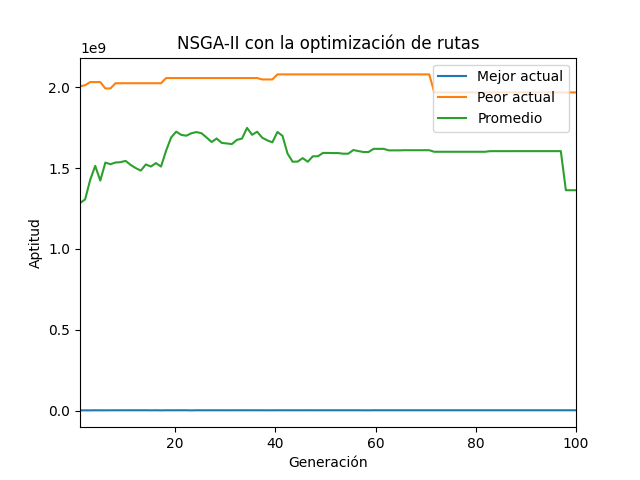 NSGA-II con la optimización de rutas
1e9
Mejor actual
Peor actual
Promedio
2.0
1.5
1.0
0.5
0.0
Aptitud
20 40 60 80 100
Generación